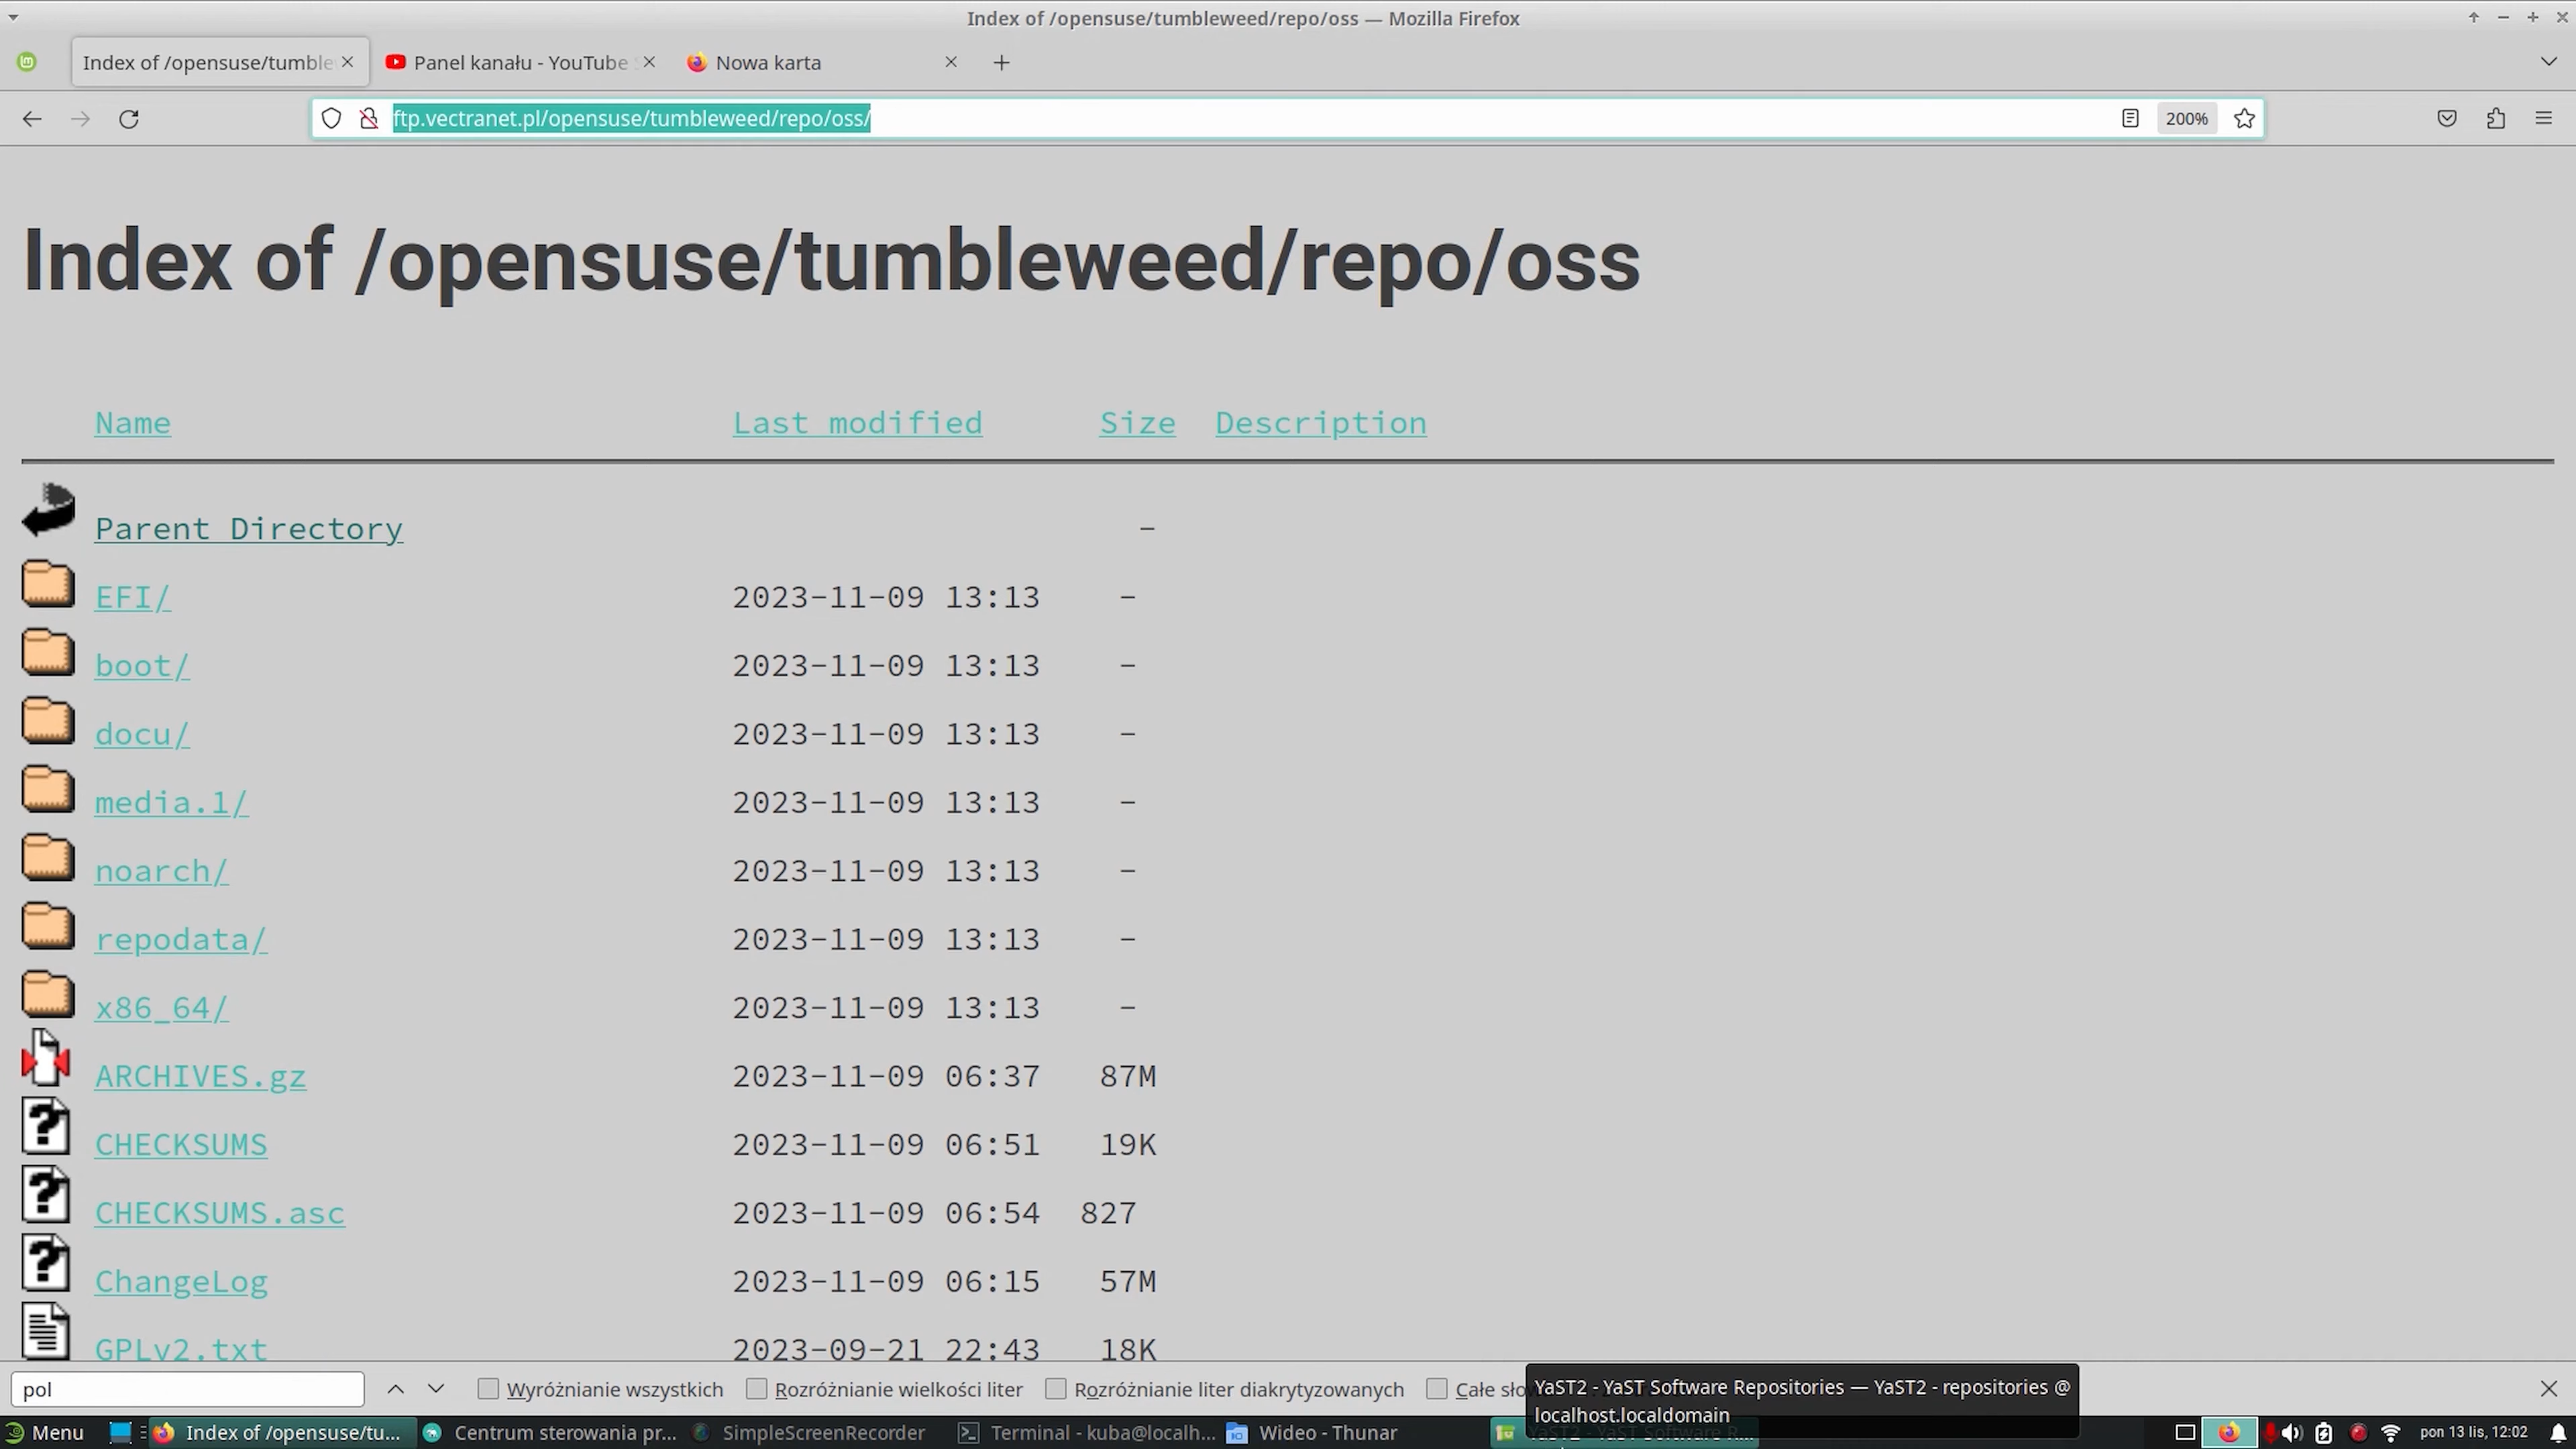 Index of /opensuse/tumbleweed/repo/oss — Mozilla Firefox
Index of /opensuse/tumble
Panel kanału - YouTube
Nowa karta
ftp.vectranet.pl/opensuse/tumbleweed/repo/oss/
200%
Index of /opensuse/tumbleweed/repo/oss
Name Last modified Size Description
Parent Directory -
EFI/ 2023-11-09 13:13 -
boot/ 2023-11-09 13:13 -
docu/ 2023-11-09 13:13 -
media.1/ 2023-11-09 13:13 -
noarch/ 2023-11-09 13:13 -
repodata/ 2023-11-09 13:13 -
x86_64/ 2023-11-09 13:13 -
ARCHIVES.gz 2023-11-09 06:37 87M
CHECKSUMS 2023-11-09 06:51 19K
CHECKSUMS.asc 2023-11-09 06:54 827
ChangeLog 2023-11-09 06:15 57M
GPLv2.txt 2023-09-21 22:43 18K
pol
Wyróżnianie wszystkich
Rozróżnianie wielkości liter
Rozróżnianie liter diakrytyzowanych
Całe sło
YaST2 - YaST Software Repositories — YaST2 - repositories @
localhost.localdomain
Menu
Index of /opensuse/tu...
Centrum sterowania pr...
SimpleScreenRecorder
Terminal - kuba@localh...
Wideo - Thunar
YaST2 - YaST Software R...
pon 13 lis, 12:02